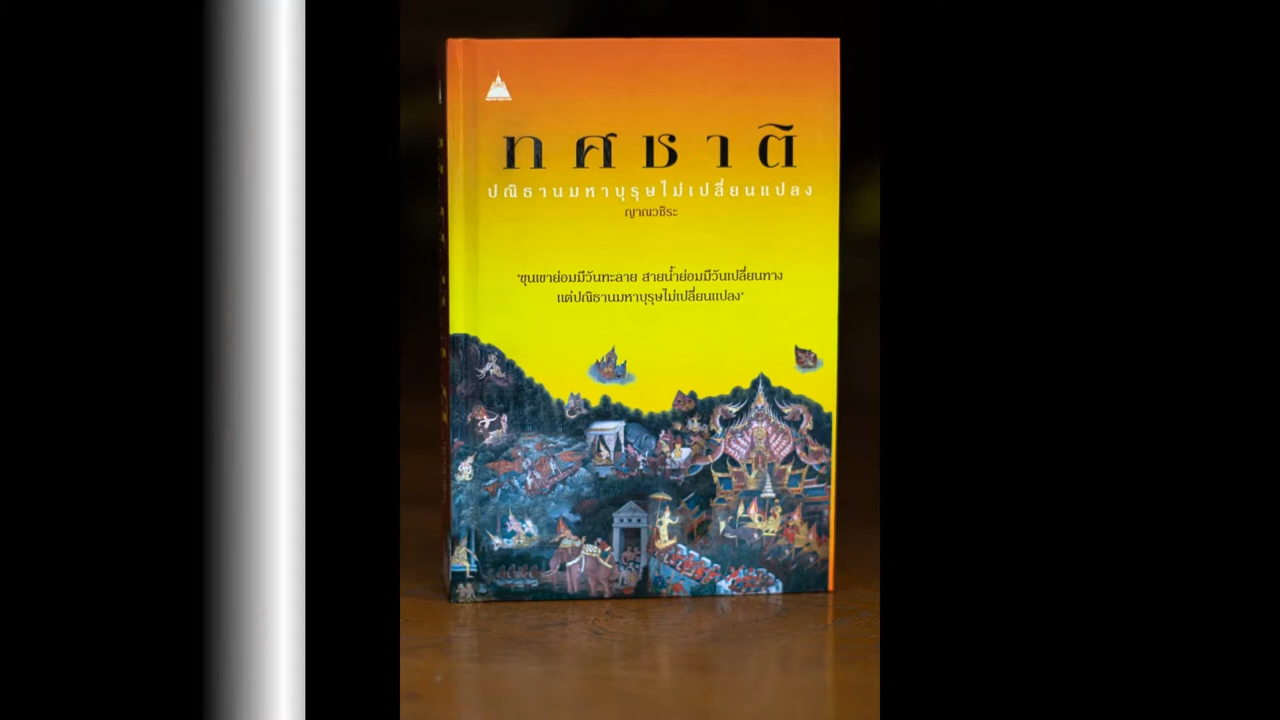 ทศชาติ
ปณิธานมหาบุรุษไม่เปลี่ยนแปลง
ญาณวชิระ
"ขุนเขาย่อมมีวันทะลาย สายน้ำย่อมมีวันเปลี่ยนทาง
แต่ปณิธานมหาบุรุษไม่เปลี่ยนแปลง"